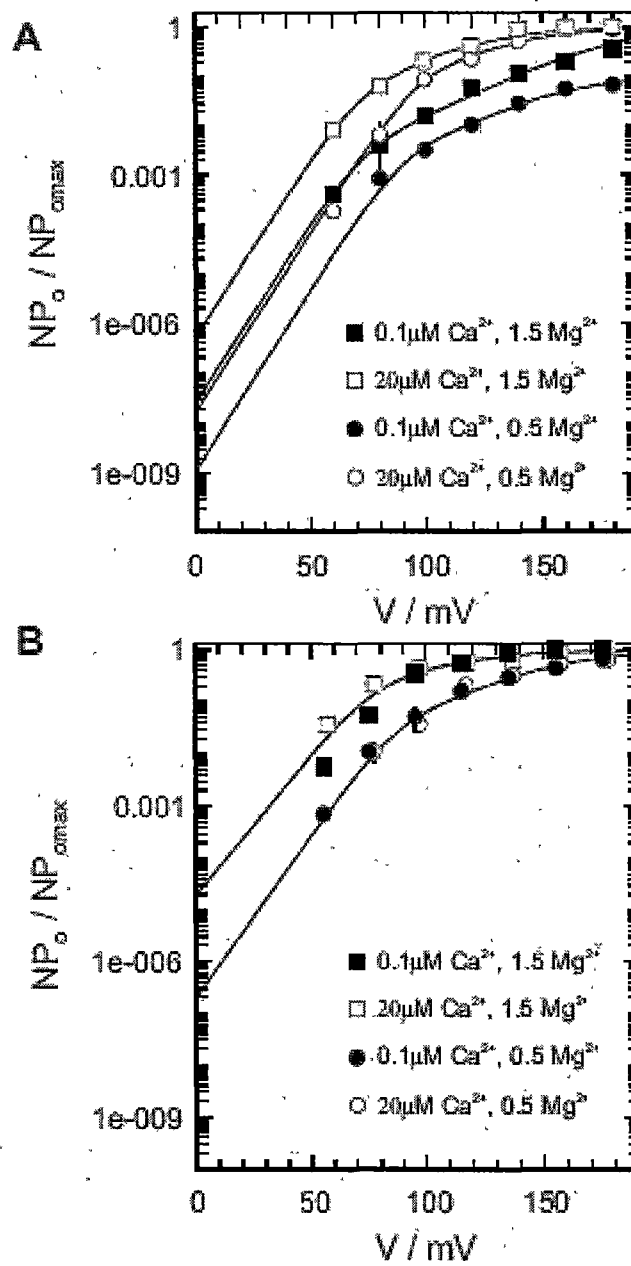 A
1
0.001
1e-006
1e-009
NPo / NPomax
■ 0.1μM Ca²⁺, 1.5 Mg²⁺
□ 20μM Ca²⁺, 1.5 Mg²⁺
● 0.1μM Ca²⁺, 0.5 Mg²⁺
○ 20μM Ca²⁺, 0.5 Mg²⁺
0 50 100 150
V / mV
B
1
0.001
1e-006
1e-009
NPo / NPomax
■ 0.1μM Ca²⁺, 1.5 Mg²⁺
□ 20μM Ca²⁺, 1.5 Mg²⁺
● 0.1μM Ca²⁺, 0.5 Mg²⁺
○ 20μM Ca²⁺, 0.5 Mg²⁺
0 50 100 150
V / mV